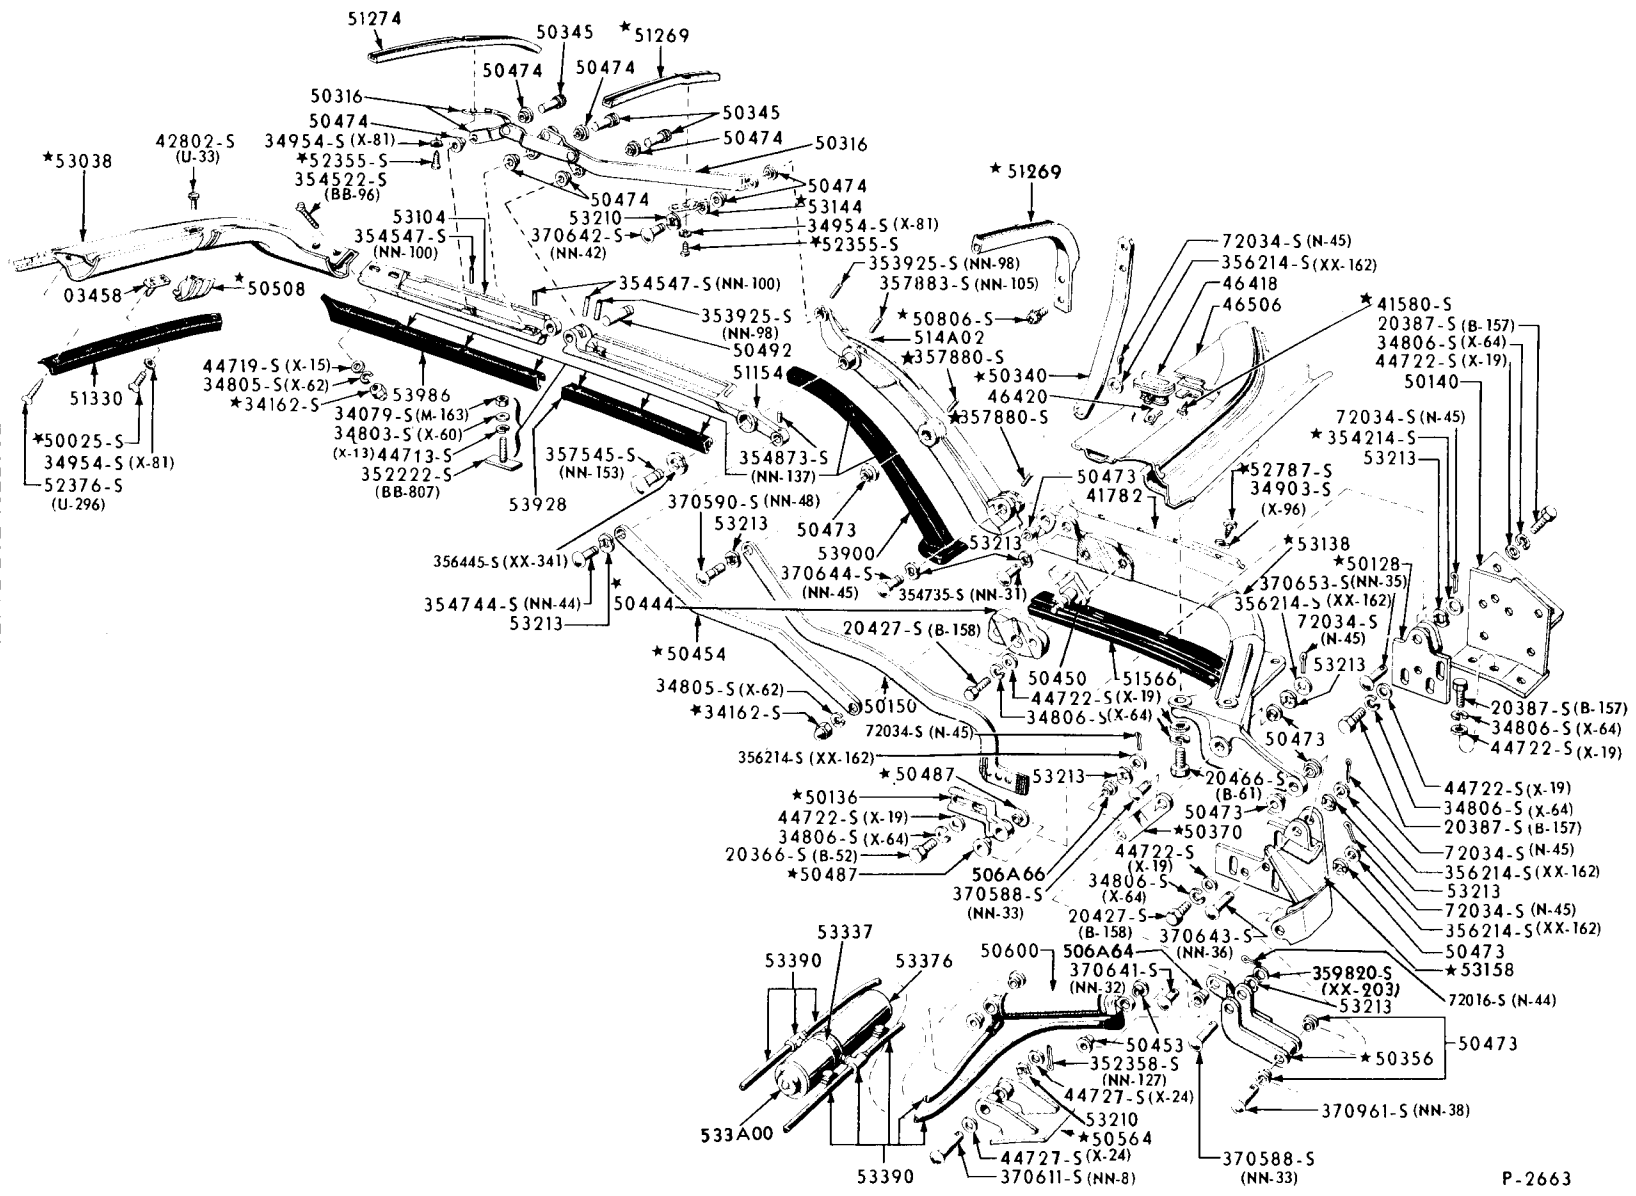 51274
50345
★51269
50474
50474
50316
50345
50474
34954-S (X-81)
50474
50316
42802-S
(U-33)
★53038
★52355-S
354522-S
(BB-96)
★51269
50474
50474
★53144
53104
53210
34954-S (X-81)
354547-S
(NN-100)
370642-S
(NN-42)
★52355-S
72034-S (N-45)
356214-S (XX-162)
353925-S (NN-98)
357883-S (NN-105)
46418
46506
03458
★50508
354547-S (NN-100)
★41580-S
20387-S (B-157)
34806-S (X-64)
44722-S (X-19)
50140
353925-S
(NN-98)
50492
51154
★50806-S
514A02
★357880-S
★50340
46420
★357880-S
44719-S (X-15)
34805-S (X-62)
★34162-S
51330
53986
34079-S (M-163)
34803-S (X-60)
(X-13) 44713-S
352222-S
(BB-807)
72034-S (N-45)
★354214-S
53213
★50025-S
34954-S (X-81)
52376-S
(U-296)
357545-S
(NN-153)
354873-S
(NN-137)
50473
41782
★52787-S
34903-S
(X-96)
53928
370590-S (NN-48)
53213
50473
53900
53213
★53138
★50128
356445-S (XX-341)
370644-S
(NN-45)
354735-S (NN-31)
370653-S (NN-35)
356214-S (XX-162)
72034-S
(N-45)
354744-S (NN-44)
53213
★50444
20427-S (B-158)
★50454
50450
51566
53213
34805-S (X-62)
★34162-S
50150
44722-S (X-19)
34806-S (X-64)
20387-S (B-157)
34806-S (X-64)
44722-S (X-19)
72034-S (N-45)
356214-S (XX-162)
50473
53213
★50487
20466-S
(B-61)
★50136
44722-S (X-19)
34806-S (X-64)
20366-S (B-52)
★50487
50473
★50370
44722-S (X-19)
34806-S (X-64)
20387-S (B-157)
72034-S (N-45)
356214-S (XX-162)
53213
72034-S (N-45)
356214-S (XX-162)
50473
★53158
506A66
370588-S
(NN-33)
44722-S
(X-19)
34806-S
(X-64)
20427-S
(B-158)
370643-S
(NN-36)
53337
53390
53376
50600
506A64
370641-S
(NN-32)
359820-S
(XX-203)
53213
72016-S (N-44)
50453
352358-S
(NN-127)
44727-S (X-24)
50473
★50356
53210
★50564
370961-S (NN-38)
533A00
53390
44727-S (X-24)
370611-S (NN-8)
370588-S
(NN-33)
P-2663